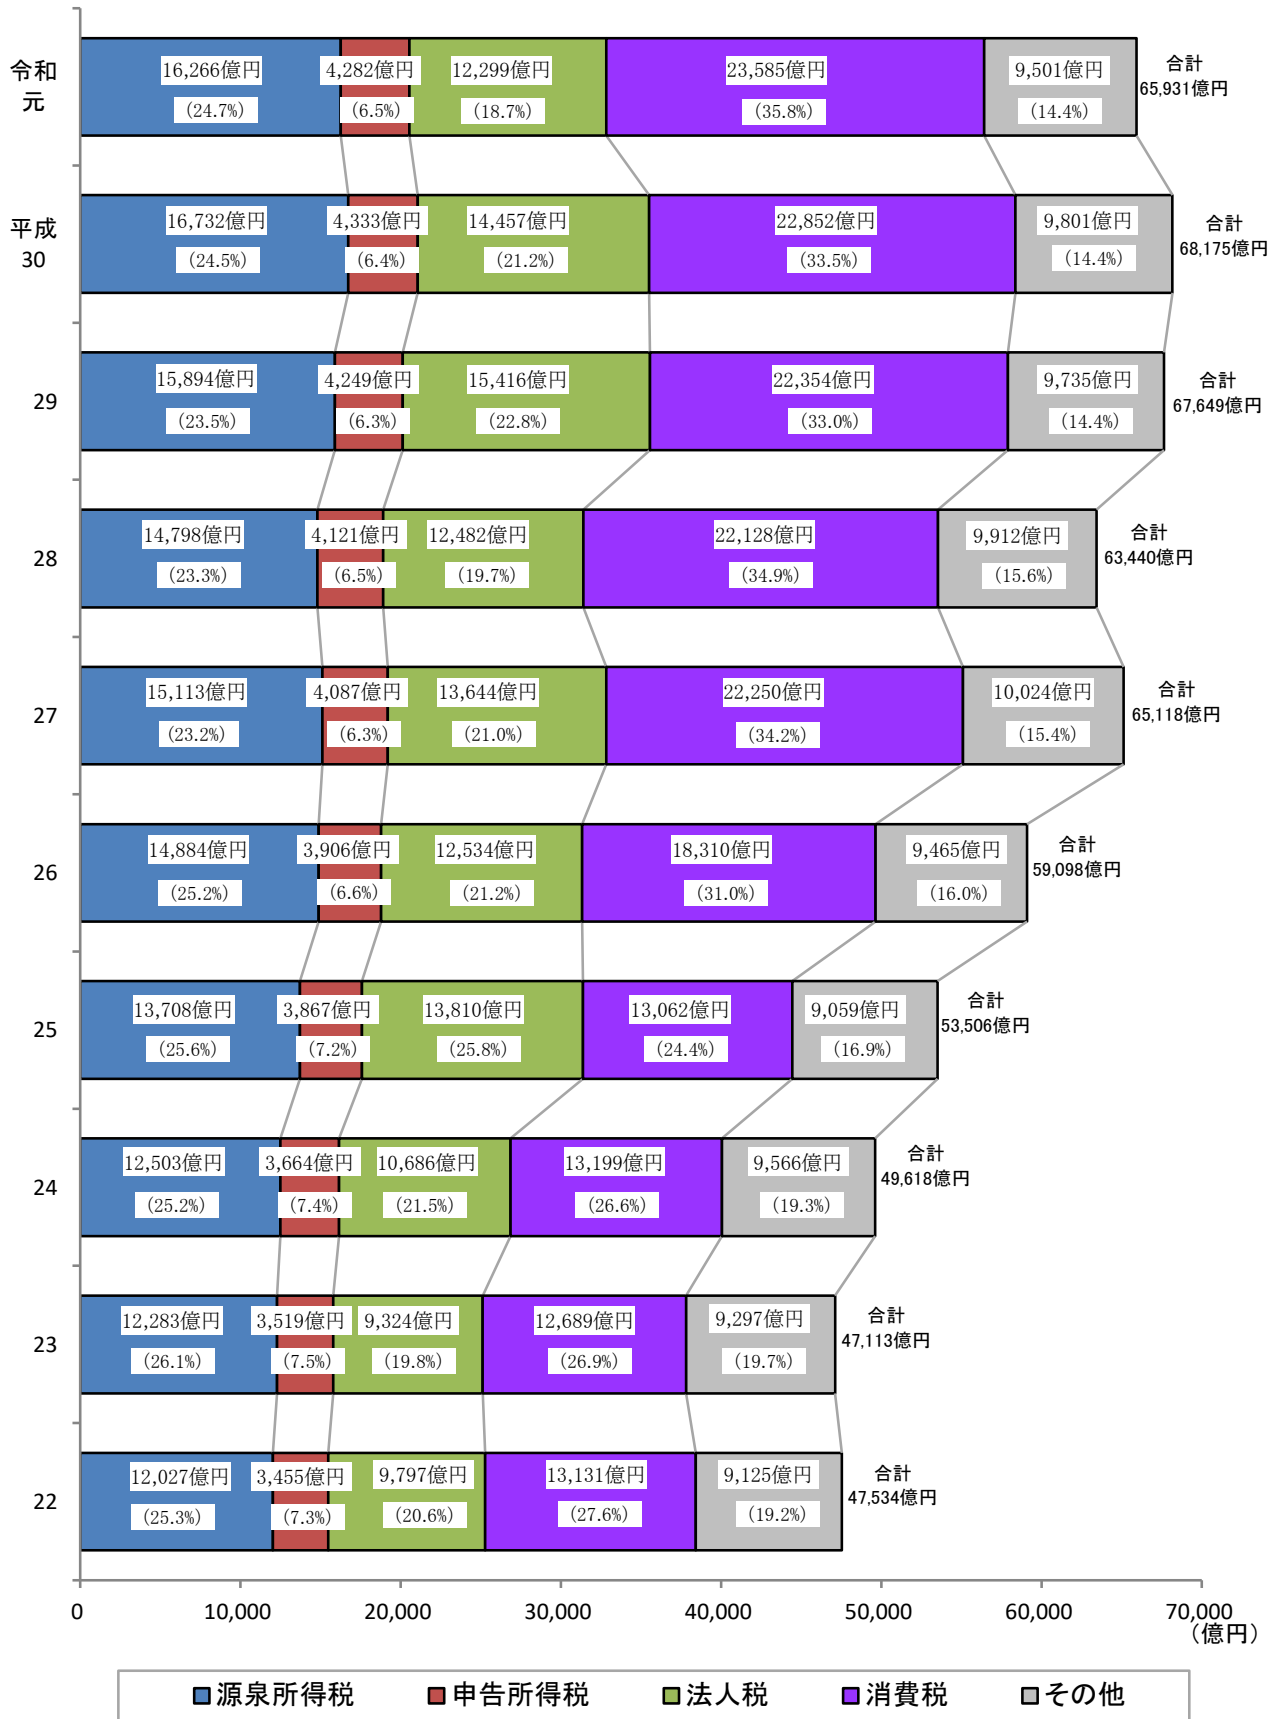 令和
元
16,266億円
4,282億円
12,299億円
23,585億円
9,501億円
合計
65,931億円
(24.7%)
(6.5%)
(18.7%)
(35.8%)
(14.4%)
平成
30
16,732億円
4,333億円
14,457億円
22,852億円
9,801億円
合計
68,175億円
(24.5%)
(6.4%)
(21.2%)
(33.5%)
(14.4%)
29
15,894億円
4,249億円
15,416億円
22,354億円
9,735億円
合計
67,649億円
(23.5%)
(6.3%)
(22.8%)
(33.0%)
(14.4%)
28
14,798億円
4,121億円
12,482億円
22,128億円
9,912億円
合計
63,440億円
(23.3%)
(6.5%)
(19.7%)
(34.9%)
(15.6%)
27
15,113億円
4,087億円
13,644億円
22,250億円
10,024億円
合計
65,118億円
(23.2%)
(6.3%)
(21.0%)
(34.2%)
(15.4%)
26
14,884億円
3,906億円
12,534億円
18,310億円
9,465億円
合計
59,098億円
(25.2%)
(6.6%)
(21.2%)
(31.0%)
(16.0%)
25
13,708億円
3,867億円
13,810億円
13,062億円
9,059億円
合計
53,506億円
(25.6%)
(7.2%)
(25.8%)
(24.4%)
(16.9%)
24
12,503億円
3,664億円
10,686億円
13,199億円
9,566億円
合計
49,618億円
(25.2%)
(7.4%)
(21.5%)
(26.6%)
(19.3%)
23
12,283億円
3,519億円
9,324億円
12,689億円
9,297億円
合計
47,113億円
(26.1%)
(7.5%)
(19.8%)
(26.9%)
(19.7%)
22
12,027億円
3,455億円
9,797億円
13,131億円
9,125億円
合計
47,534億円
(25.3%)
(7.3%)
(20.6%)
(27.6%)
(19.2%)
0 10,000 20,000 30,000 40,000 50,000 60,000 70,000
(億円)
源泉所得税 申告所得税 法人税 消費税 その他